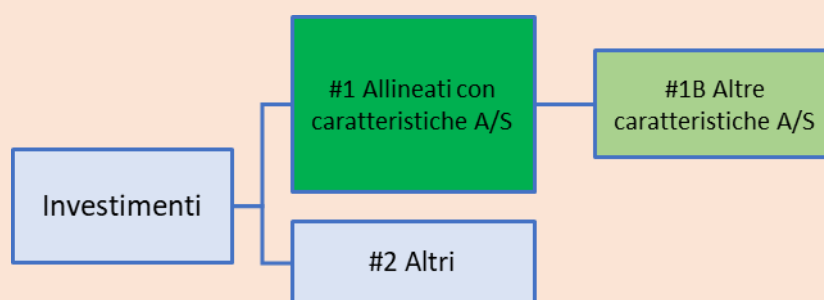 #1 Allineati con
caratteristiche A/S
#1B Altre
caratteristiche A/S
Investimenti
#2 Altri